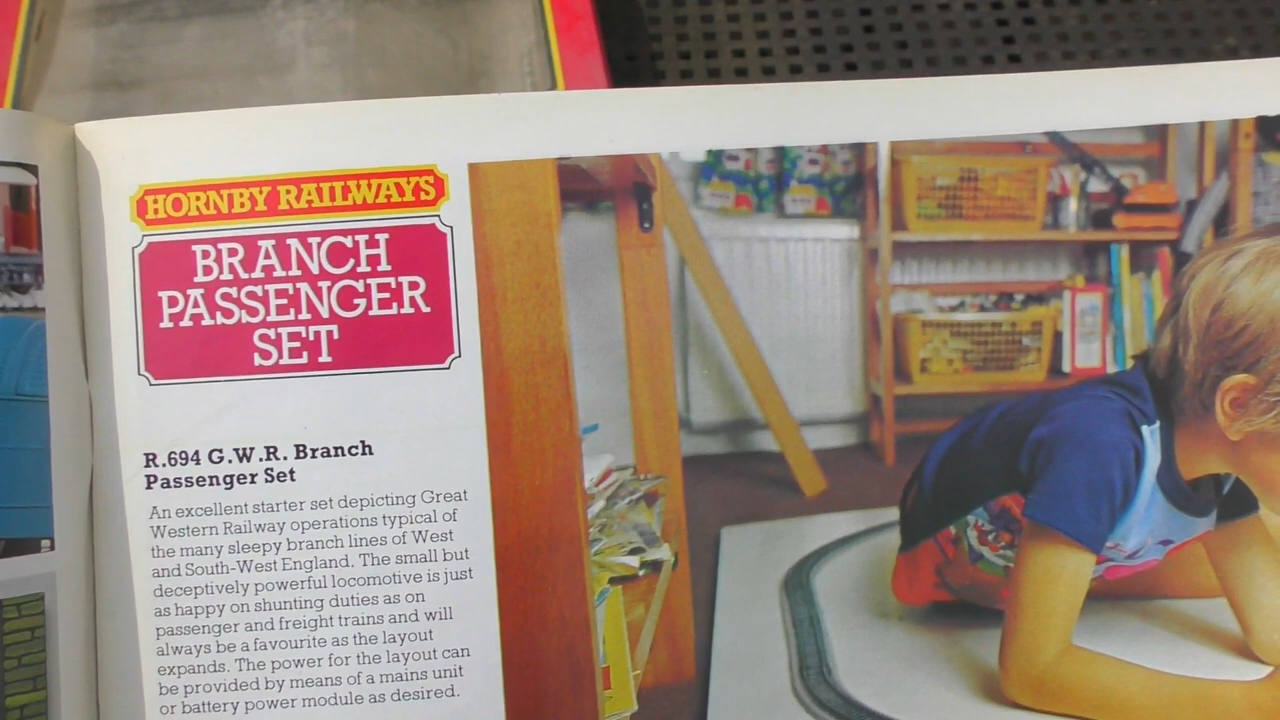 HORNBY RAILWAYS
BRANCH
PASSENGER
SET
R.694 G.W.R. Branch
Passenger Set
An excellent starter set depicting Great
Western Railway operations typical of
the many sleepy branch lines of West
and South-West England. The small but
deceptively powerful locomotive is just
as happy on shunting duties as on
passenger and freight trains and will
always be a favourite as the layout
expands. The power for the layout can
be provided by means of a mains unit
or battery power module as desired.